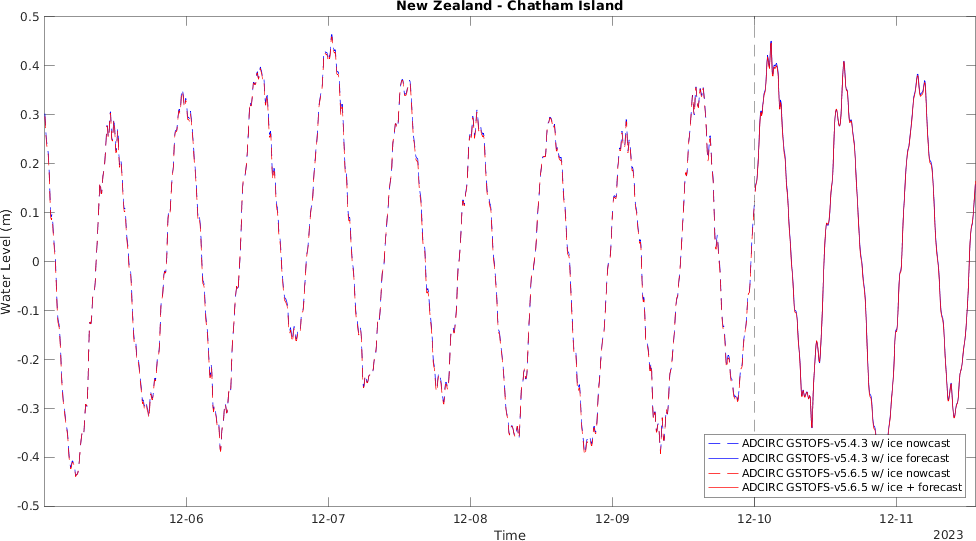 New Zealand - Chatham Island
0.5
0.4
0.3
0.2
0.1
0
-0.1
-0.2
-0.3
-0.4
-0.5
Water Level (m)
12-06
12-07
12-08
12-09
12-10
12-11
2023
Time
ADCIRC GSTOFS-v5.4.3 w/ ice nowcast
ADCIRC GSTOFS-v5.4.3 w/ ice forecast
ADCIRC GSTOFS-v5.6.5 w/ ice nowcast
ADCIRC GSTOFS-v5.6.5 w/ ice + forecast